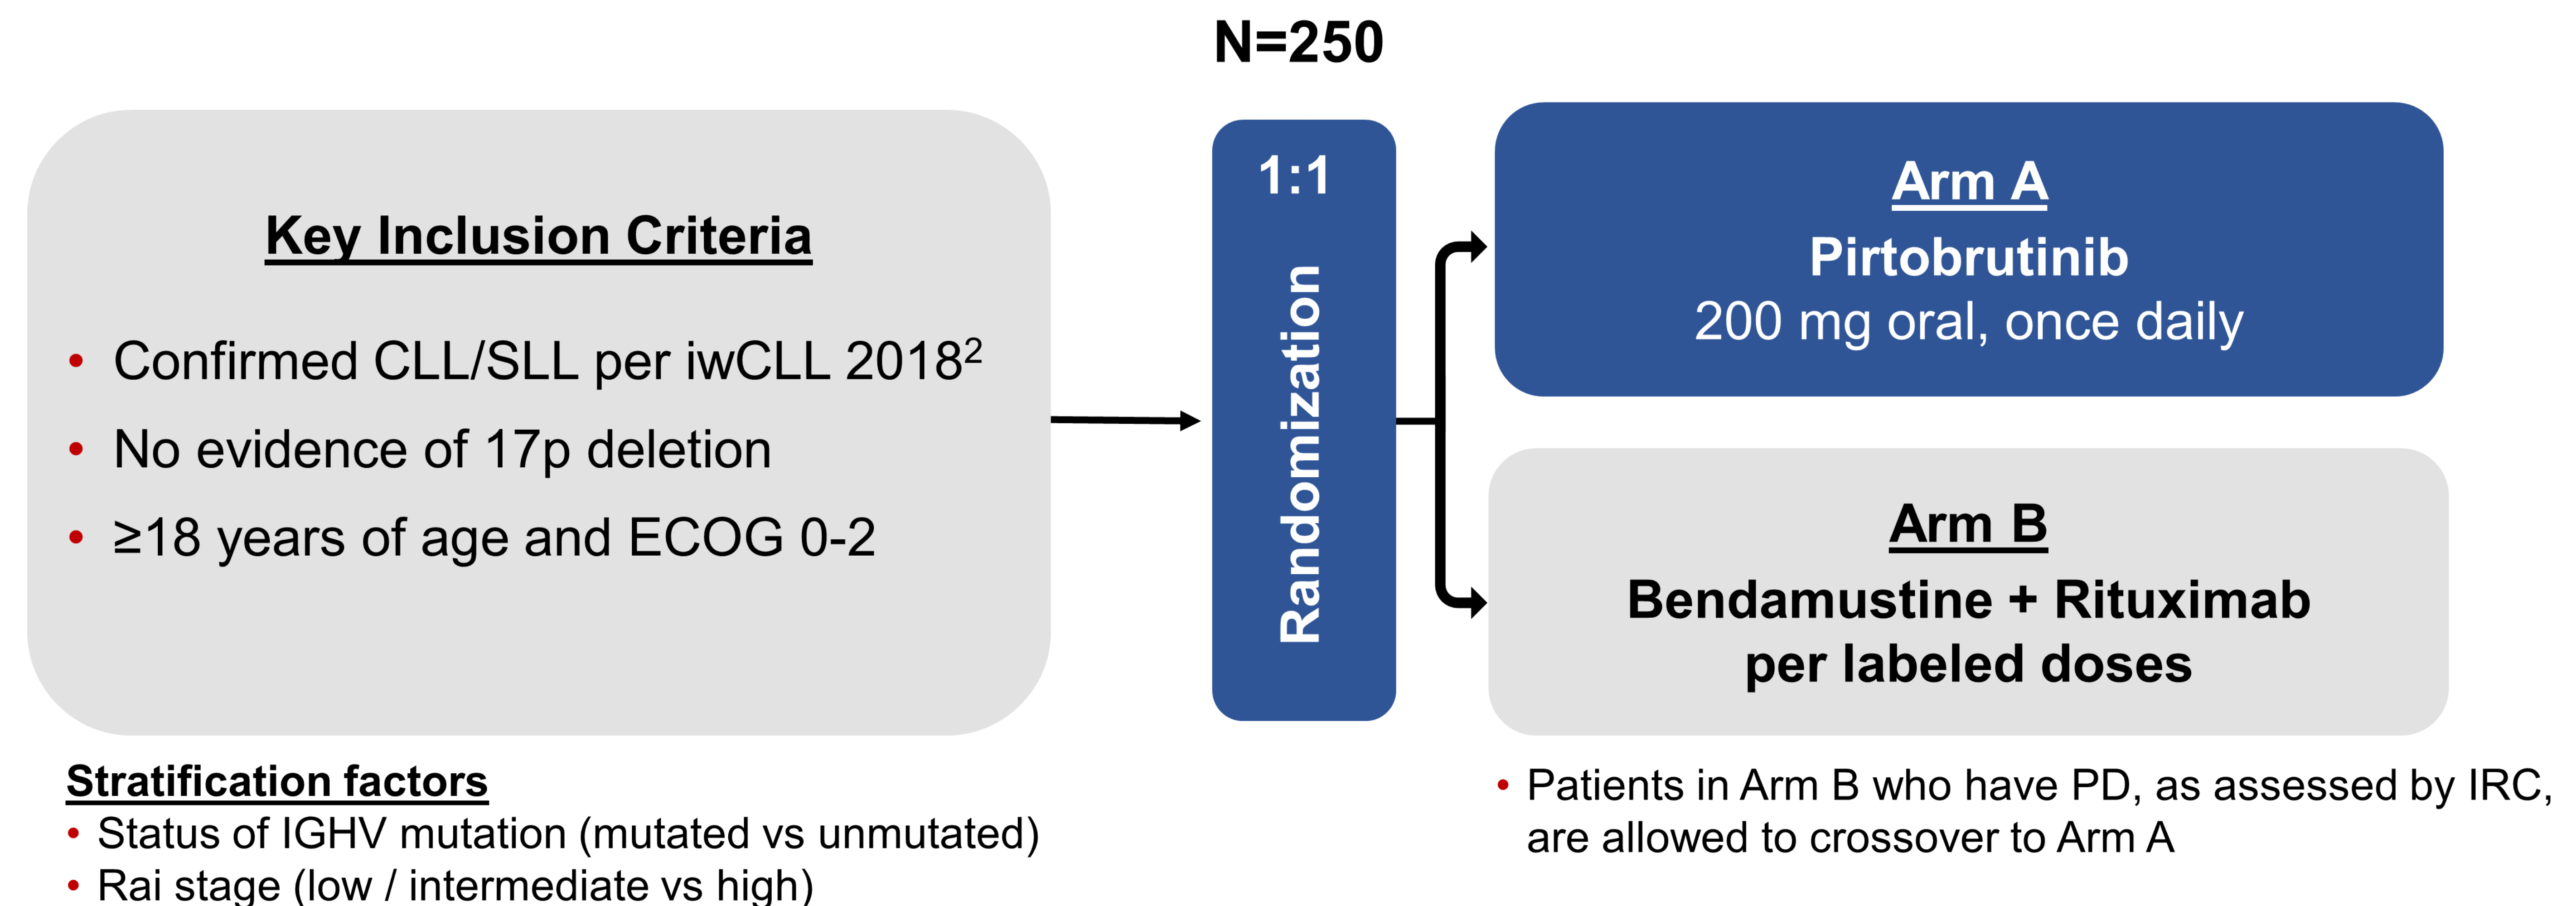 N=250
Key Inclusion Criteria
• Confirmed CLL/SLL per iwCLL 2018²
• No evidence of 17p deletion
• ≥18 years of age and ECOG 0-2
Stratification factors
• Status of IGHV mutation (mutated vs unmutated)
• Rai stage (low / intermediate vs high)
1:1
Randomization
Arm A
Pirtobrutinib
200 mg oral, once daily
Arm B
Bendamustine + Rituximab
per labeled doses
• Patients in Arm B who have PD, as assessed by IRC,
are allowed to crossover to Arm A